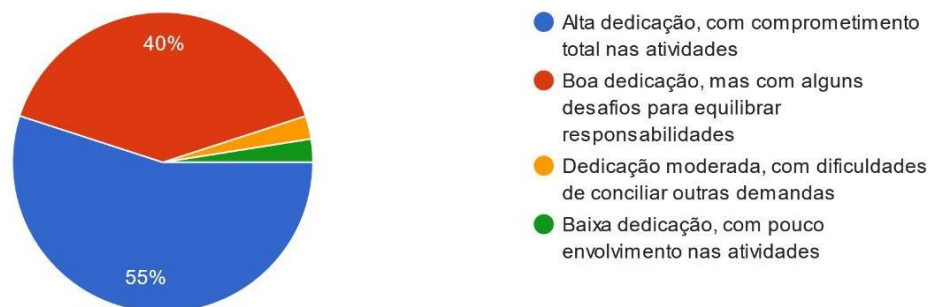 40%
55%
Alta dedicação, com comprometimento
total nas atividades
Boa dedicação, mas com alguns
desafios para equilibrar
responsabilidades
Dedicação moderada, com dificuldades
de conciliar outras demandas
Baixa dedicação, com pouco
envolvimento nas atividades